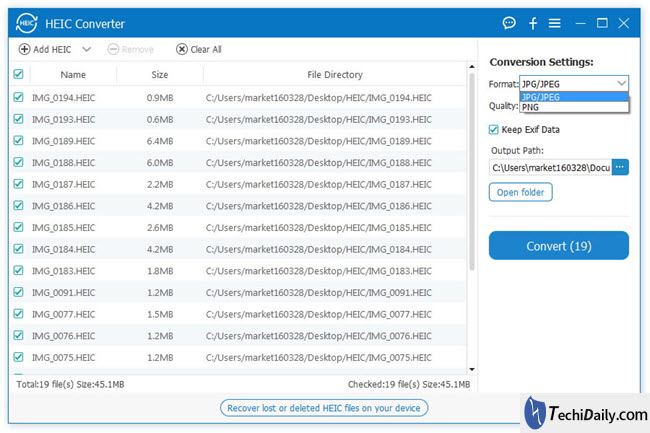 HEIC HEIC Converter
Add HEIC Remove Clear All
Name Size File Directory
IMG_0194.HEIC 0.9MB C:/Users/market160328/Desktop/HEIC/IMG_0194.HEIC
IMG_0193.HEIC 0.6MB C:/Users/market160328/Desktop/HEIC/IMG_0193.HEIC
IMG_0189.HEIC 6.4MB C:/Users/market160328/Desktop/HEIC/IMG_0189.HEIC
IMG_0188.HEIC 6.0MB C:/Users/market160328/Desktop/HEIC/IMG_0188.HEIC
IMG_0187.HEIC 2.2MB C:/Users/market160328/Desktop/HEIC/IMG_0187.HEIC
IMG_0186.HEIC 4.2MB C:/Users/market160328/Desktop/HEIC/IMG_0186.HEIC
IMG_0185.HEIC 2.6MB C:/Users/market160328/Desktop/HEIC/IMG_0185.HEIC
IMG_0184.HEIC 4.2MB C:/Users/market160328/Desktop/HEIC/IMG_0184.HEIC
IMG_0183.HEIC 1.8MB C:/Users/market160328/Desktop/HEIC/IMG_0183.HEIC
IMG_0091.HEIC 1.2MB C:/Users/market160328/Desktop/HEIC/IMG_0091.HEIC
IMG_0077.HEIC 1.5MB C:/Users/market160328/Desktop/HEIC/IMG_0077.HEIC
IMG_0076.HEIC 1.2MB C:/Users/market160328/Desktop/HEIC/IMG_0076.HEIC
IMG_0075.HEIC 1.2MB C:/Users/market160328/Desktop/HEIC/IMG_0075.HEIC
Total:19 file(s) Size:45.1MB Checked:19 file(s) Size:45.1MB
Conversion Settings:
Format: JPG/JPEG
JPG/JPEG
Quality: PNG
Keep Exif Data
Output Path:
C:\Users\market160328\Docu ...
Open folder
Convert (19)
Recover lost or deleted HEIC files on your device
TechiDaily.com